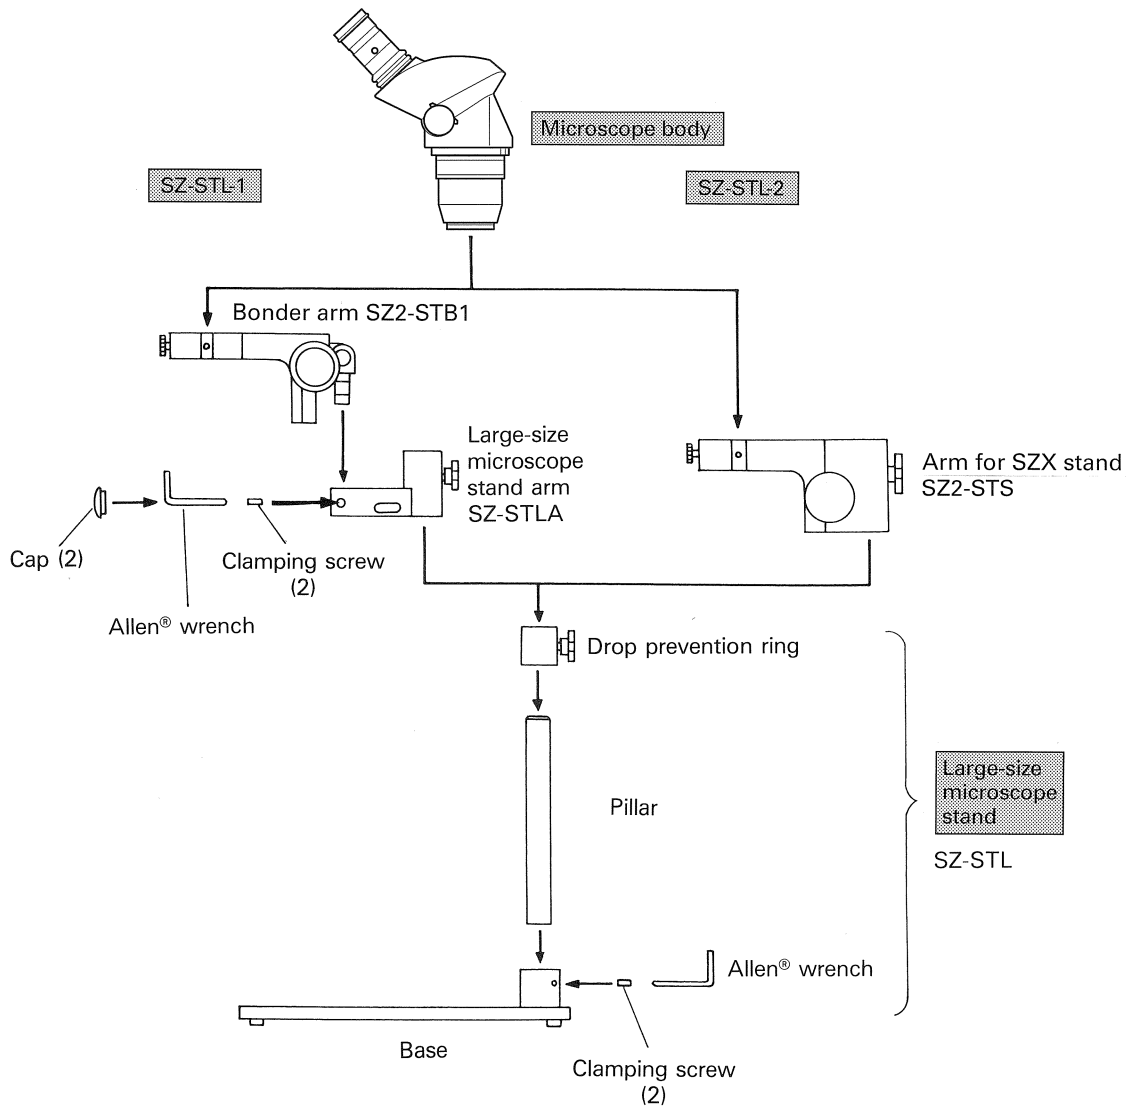 Microscope body
SZ-STL-1
SZ-STL-2
Bonder arm SZ2-STB1
Large-size
microscope
stand arm
SZ-STLA
Arm for SZX stand
SZ2-STS
Cap (2)
Clamping screw
(2)
Allen® wrench
Drop prevention ring
Pillar
Large-size
microscope
stand
SZ-STL
Allen® wrench
Base
Clamping screw
(2)